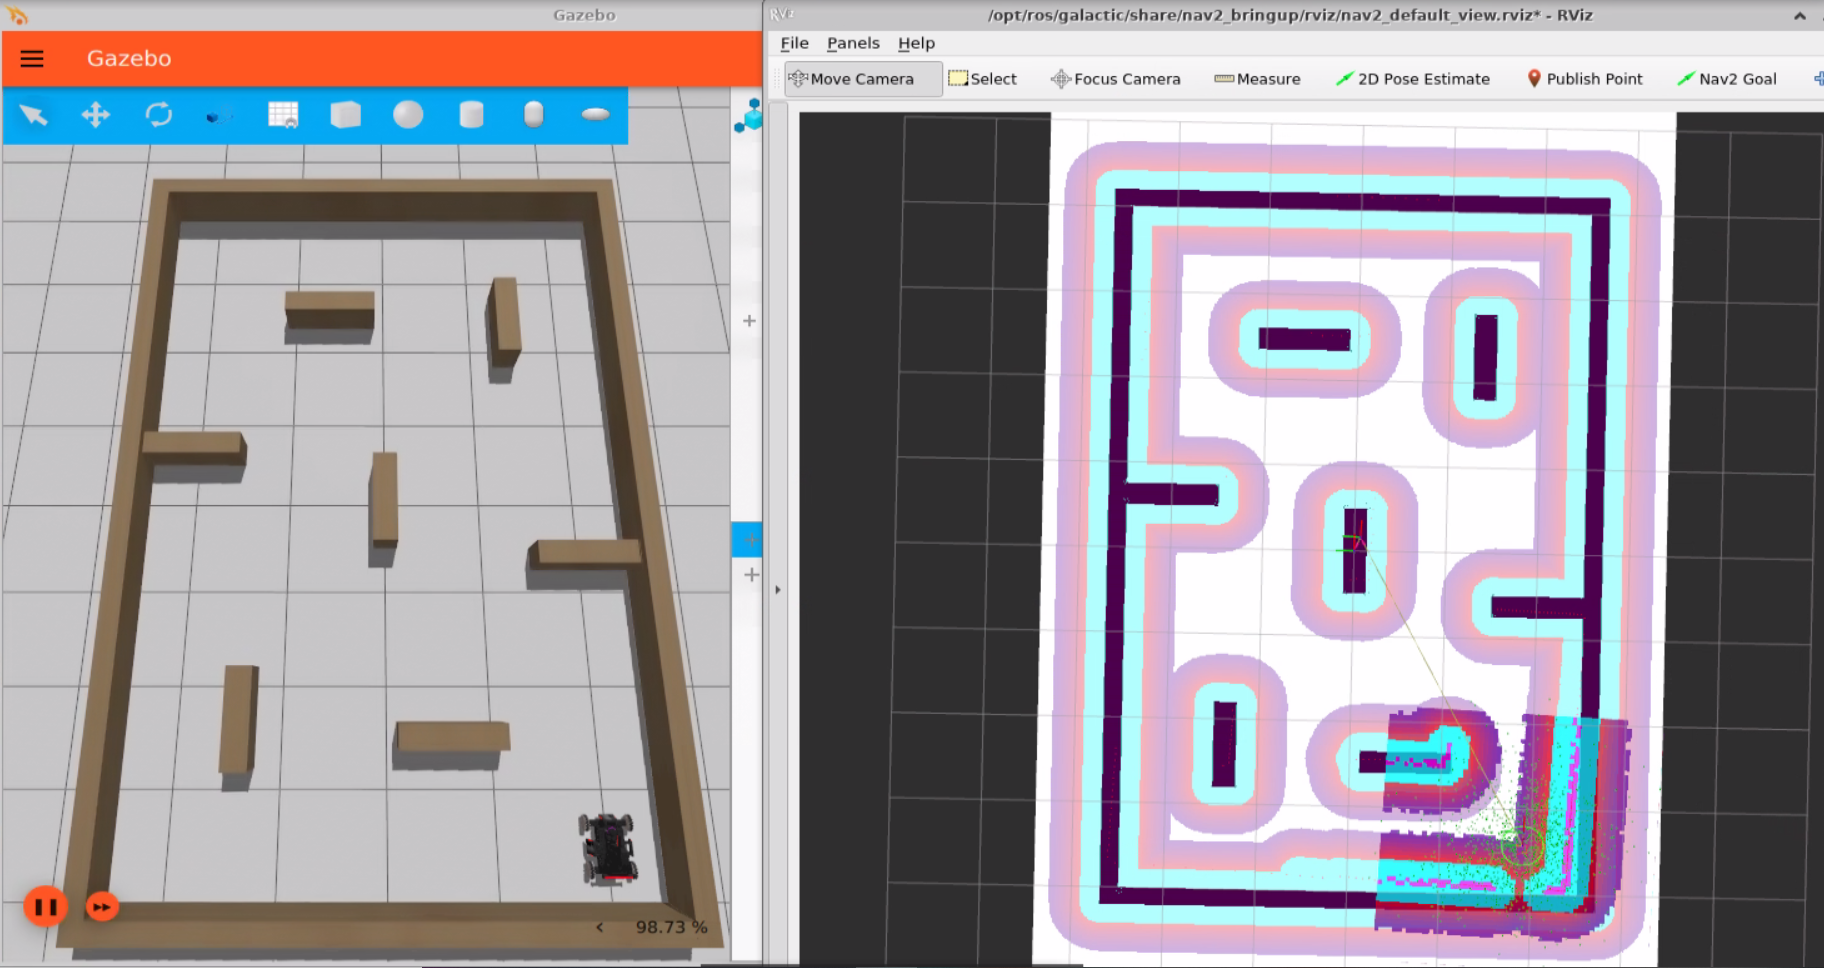 Gazebo
Gazebo
98.73 %
RViz
/opt/ros/galactic/share/nav2_bringup/rviz/nav2_default_view.rviz* - RViz
File Panels Help
Move Camera Select Focus Camera Measure 2D Pose Estimate Publish Point Nav2 Goal